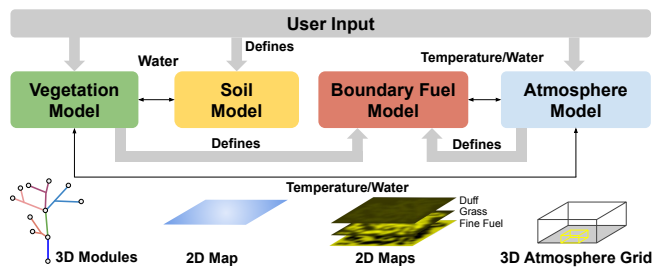 User Input
Water
Defines
Temperature/Water
Vegetation
Model
Soil
Model
Boundary Fuel
Model
Atmosphere
Model
Defines
Defines
Temperature/Water
Duff
Grass
Fine Fuel
3D Modules
2D Map
2D Maps
3D Atmosphere Grid